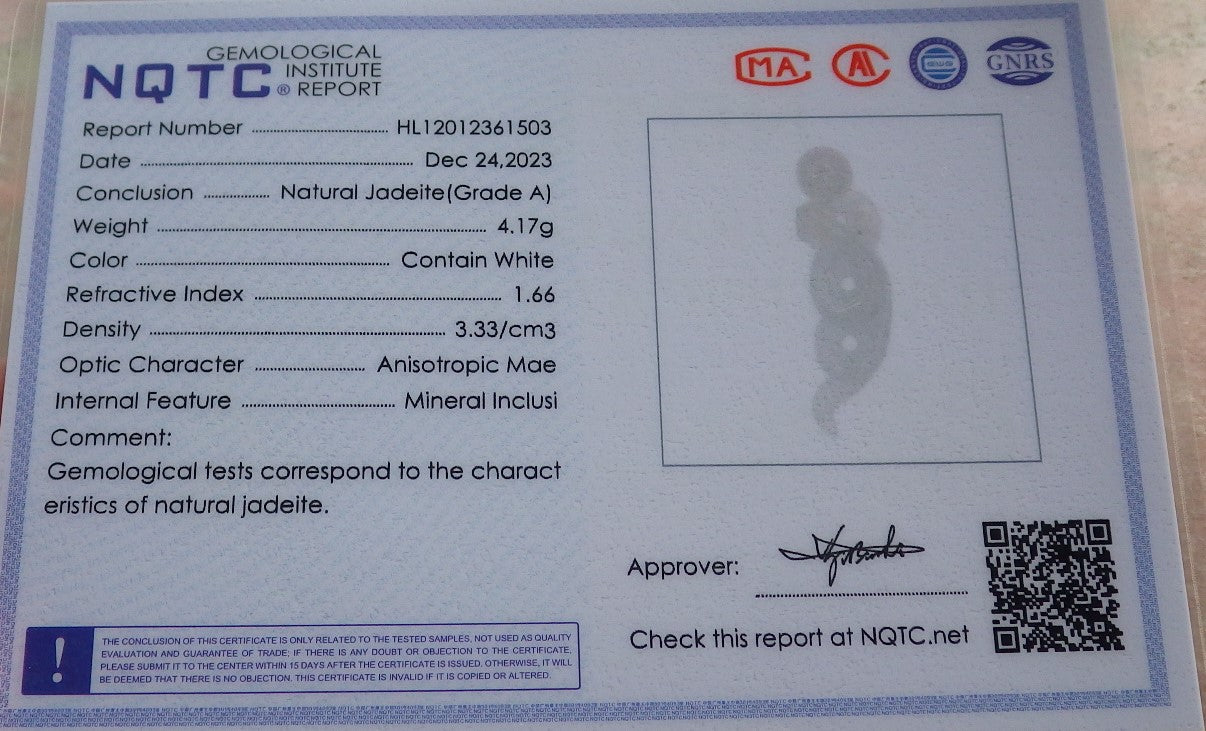 GEMOLOGICAL
NQTC® INSTITUTE
REPORT
MA
AL
GNRS
Report Number ........................ HL12012361503
Date ........................ Dec 24,2023
Conclusion ............ Natural Jadeite(Grade A)
Weight ........................ 4.17g
Color ........................ Contain White
Refractive Index ........................ 1.66
Density ........................ 3.33/cm3
Optic Character ............ Anisotropic Mae
Internal Feature ............ Mineral Inclusi
Comment:
Gemological tests correspond to the charact
eristics of natural jadeite.
Approver:
Check this report at NQTC.net
! THE CONCLUSION OF THIS CERTIFICATE IS ONLY RELATED TO THE TESTED SAMPLES, NOT USED AS QUALITY
EVALUATION AND GUARANTEE OF TRADE; IF THERE IS ANY DOUBT OR OBJECTION TO THE CERTIFICATE,
PLEASE SUBMIT IT TO THE CENTER WITHIN 15 DAYS AFTER THE CERTIFICATE IS ISSUED. OTHERWISE, IT WILL
BE DEEMED THAT THERE IS NO OBJECTION. THIS CERTIFICATE IS INVALID IF IT IS COPIED OR ALTERED.